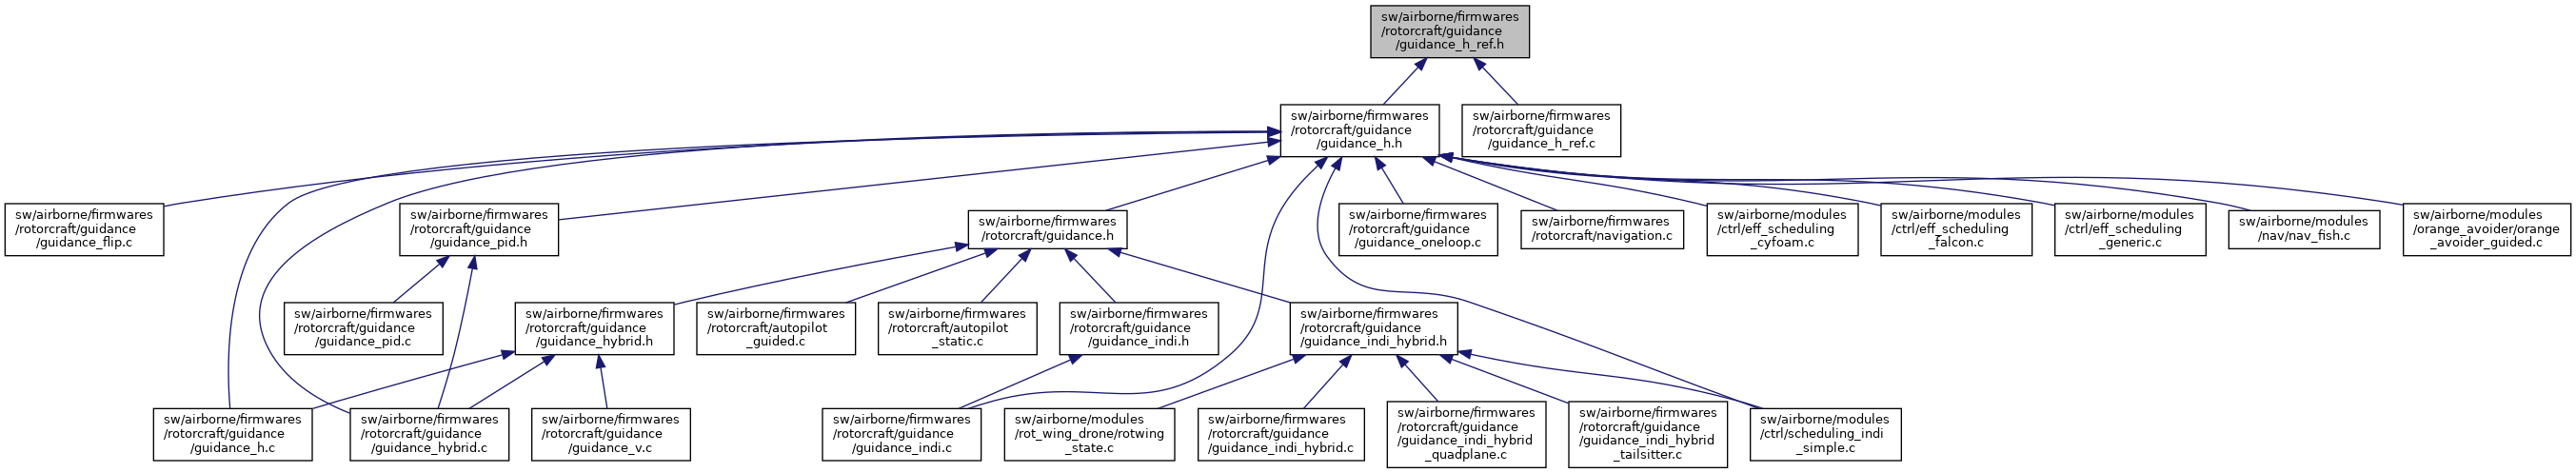 sw/airborne/firmwares
/rotorcraft/guidance
/guidance_h_ref.h
sw/airborne/firmwares
/rotorcraft/guidance
/guidance_h.h
sw/airborne/firmwares
/rotorcraft/guidance
/guidance_h_ref.c
sw/airborne/firmwares
/rotorcraft/guidance
/guidance_flip.c
sw/airborne/firmwares
/rotorcraft/guidance
/guidance_pid.h
sw/airborne/firmwares
/rotorcraft/guidance.h
sw/airborne/firmwares
/rotorcraft/guidance
/guidance_oneloop.c
sw/airborne/firmwares
/rotorcraft/navigation.c
sw/airborne/modules
/ctrl/eff_scheduling
_cyfoam.c
sw/airborne/modules
/ctrl/eff_scheduling
_falcon.c
sw/airborne/modules
/ctrl/eff_scheduling
_generic.c
sw/airborne/modules
/nav/nav_fish.c
sw/airborne/modules
/orange_avoider/orange
_avoider_guided.c
sw/airborne/firmwares
/rotorcraft/guidance
/guidance_pid.c
sw/airborne/firmwares
/rotorcraft/guidance
/guidance_hybrid.h
sw/airborne/firmwares
/rotorcraft/autopilot
_guided.c
sw/airborne/firmwares
/rotorcraft/autopilot
_static.c
sw/airborne/firmwares
/rotorcraft/guidance
/guidance_indi.h
sw/airborne/firmwares
/rotorcraft/guidance
/guidance_indi_hybrid.h
sw/airborne/firmwares
/rotorcraft/guidance
/guidance_h.c
sw/airborne/firmwares
/rotorcraft/guidance
/guidance_hybrid.c
sw/airborne/firmwares
/rotorcraft/guidance
/guidance_v.c
sw/airborne/firmwares
/rotorcraft/guidance
/guidance_indi.c
sw/airborne/modules
/rot_wing_drone/rotwing
_state.c
sw/airborne/firmwares
/rotorcraft/guidance
/guidance_indi_hybrid.c
sw/airborne/firmwares
/rotorcraft/guidance
/guidance_indi_hybrid
_quadplane.c
sw/airborne/firmwares
/rotorcraft/guidance
/guidance_indi_hybrid
_tailsitter.c
sw/airborne/modules
/ctrl/scheduling_indi
_simple.c